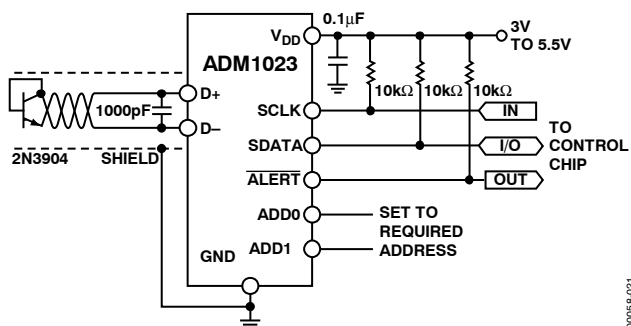 0.1µF
VDD
3V
TO 5.5V
ADM1023
D+
1000pF
10kΩ
10kΩ
10kΩ
SCLK
IN
D–
SDATA
I/O
TO
CONTROL
CHIP
2N3904
SHIELD
ALERT
OUT
ADD0
SET TO
REQUIRED
ADDRESS
GND
ADD1